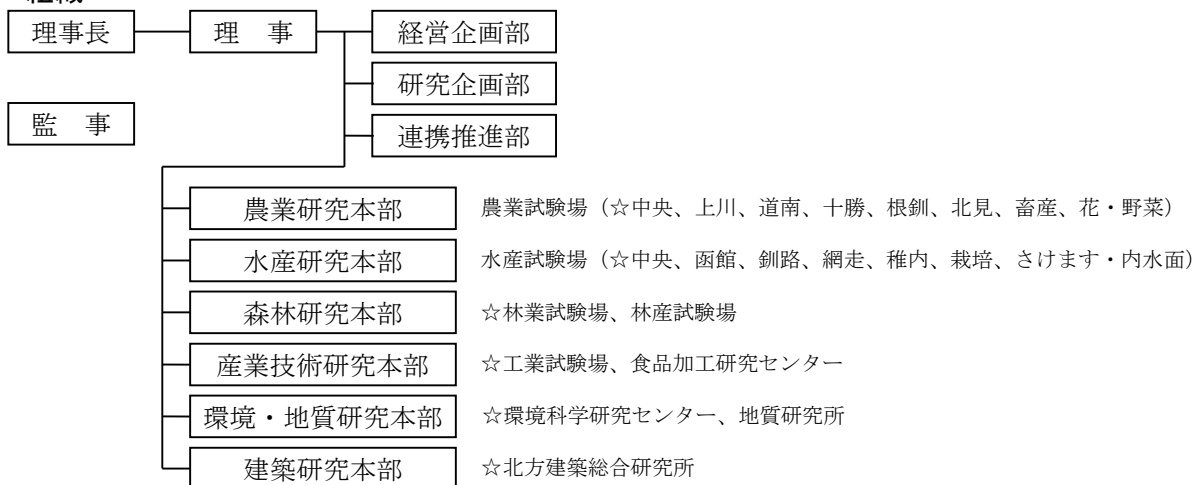 理事長　理　事　経営企画部
研究企画部
監　事　連携推進部
農業研究本部　農業試験場（☆中央、上川、道南、十勝、根釧、北見、畜産、花・野菜）
水産研究本部　水産試験場（☆中央、函館、釧路、網走、稚内、栽培、さけます・内水面）
森林研究本部　☆林業試験場、林産試験場
産業技術研究本部　☆工業試験場、食品加工研究センター
環境・地質研究本部　☆環境科学研究センター、地質研究所
建築研究本部　☆北方建築総合研究所